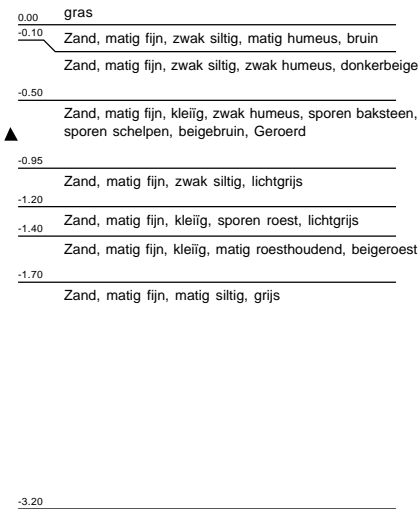 gras
0.00
-0.10
Zand, matig fijn, zwak siltig, matig humeus, bruin
Zand, matig fijn, zwak siltig, zwak humeus, donkerbeige
-0.50
Zand, matig fijn, kleiïg, zwak humeus, sporen baksteen,
sporen schelpen, beigebruin, Geroerd
-0.95
Zand, matig fijn, zwak siltig, lichtgrijs
-1.20
Zand, matig fijn, kleiïg, sporen roest, lichtgrijs
-1.40
Zand, matig fijn, kleiïg, matig roesthoudend, beigeroest
-1.70
Zand, matig fijn, matig siltig, grijs
-3.20